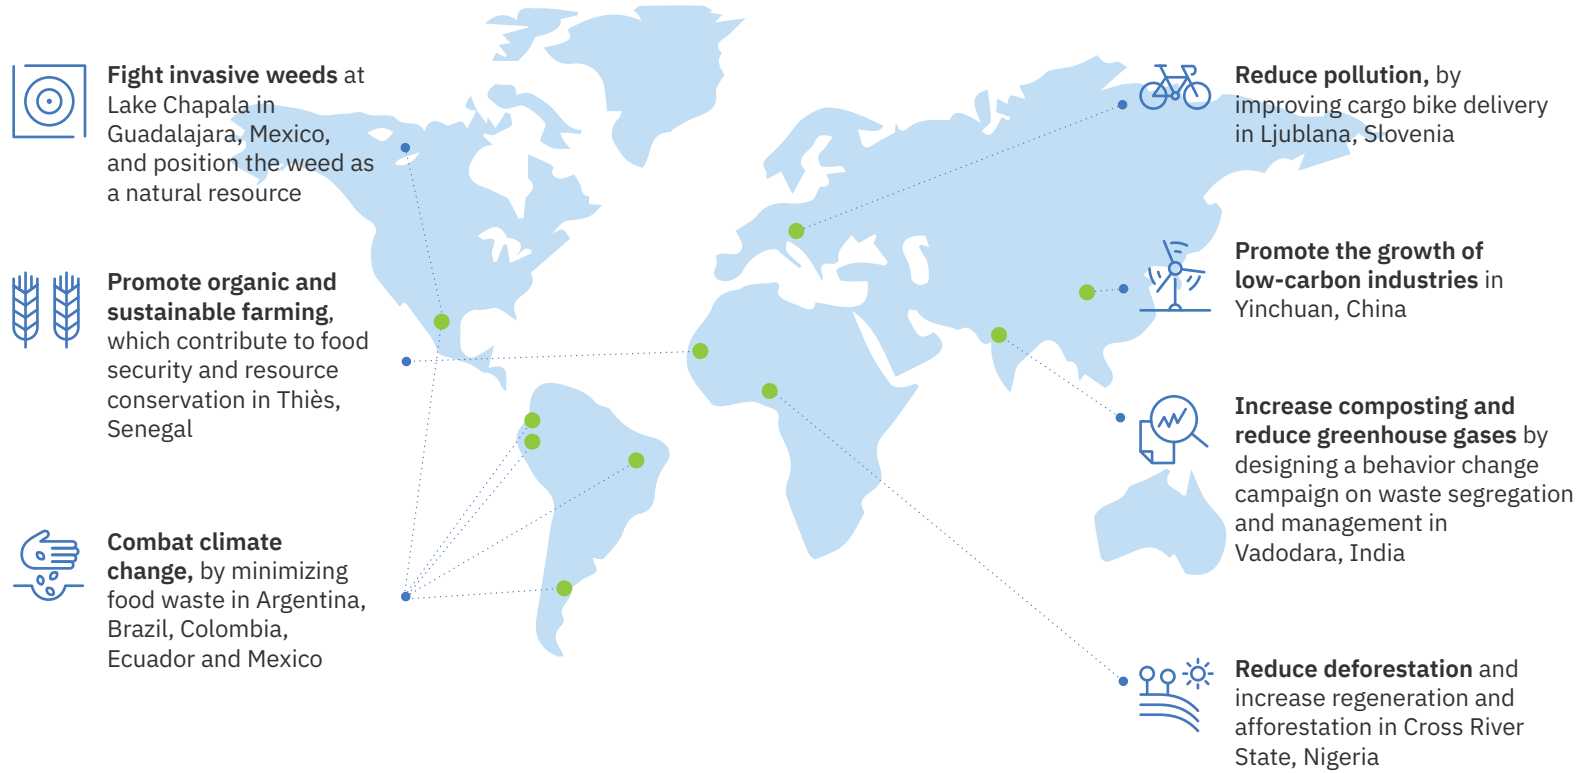 Fight invasive weeds at
Lake Chapala in
Guadalajara, Mexico,
and position the weed as
a natural resource
Promote organic and
sustainable farming,
which contribute to food
security and resource
conservation in Thiès,
Senegal
Combat climate
change, by minimizing
food waste in Argentina,
Brazil, Colombia,
Ecuador and Mexico
Reduce pollution, by
improving cargo bike delivery
in Ljublana, Slovenia
Promote the growth of
low-carbon industries in
Yinchuan, China
Increase composting and
reduce greenhouse gases by
designing a behavior change
campaign on waste segregation
and management in
Vadodara, India
Reduce deforestation and
increase regeneration and
afforestation in Cross River
State, Nigeria